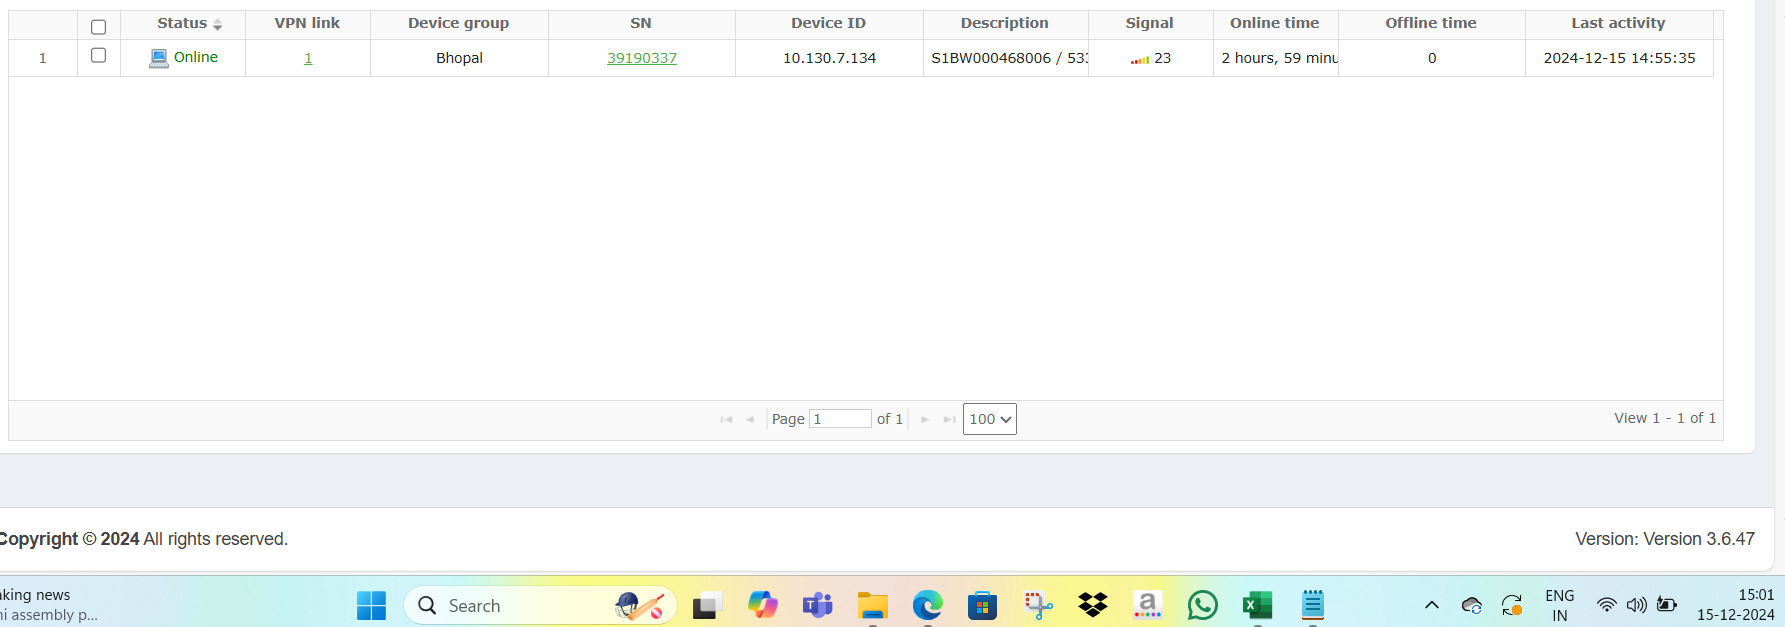 Status VPN link Device group SN Device ID Description Signal Online time Offline time Last activity
1 Online 1 Bhopal 39190337 10.130.7.134 S1BW000468006 / 53 23 2 hours, 59 minu 0 2024-12-15 14:55:35
Page 1 of 1 100 View 1 - 1 of 1
Copyright © 2024 All rights reserved. Version: Version 3.6.47
aking news Search ENG 15:01
assembly p... IN 15-12-2024